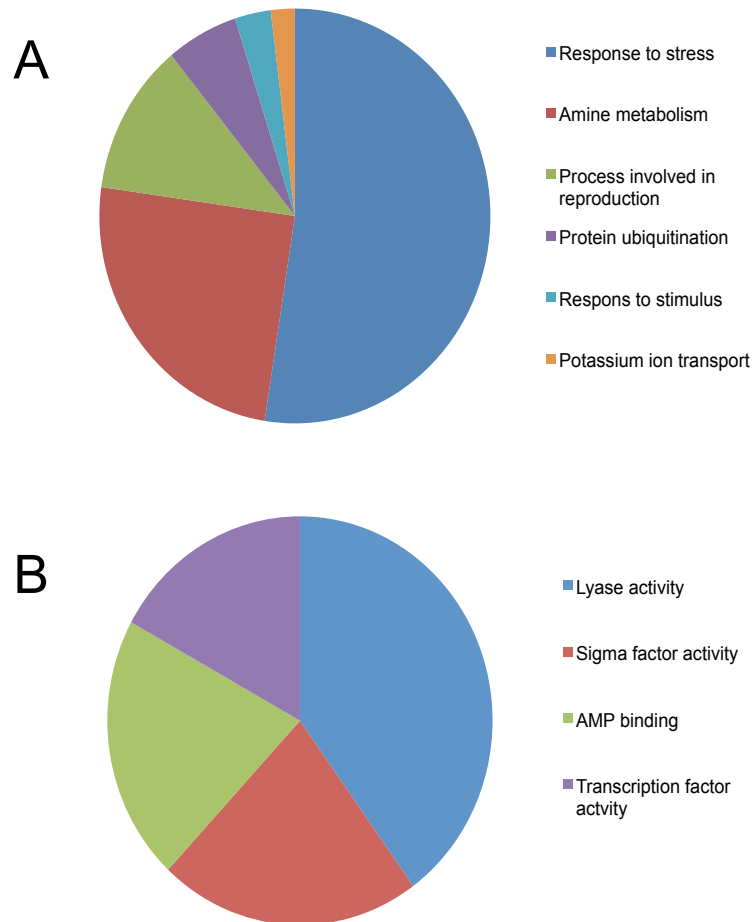 A
Response to stress
Amine metabolism
Process involved in
reproduction
Protein ubiquitination
Respons to stimulus
Potassium ion transport
B
Lyase activity
Sigma factor activity
AMP binding
Transcription factor
actvity